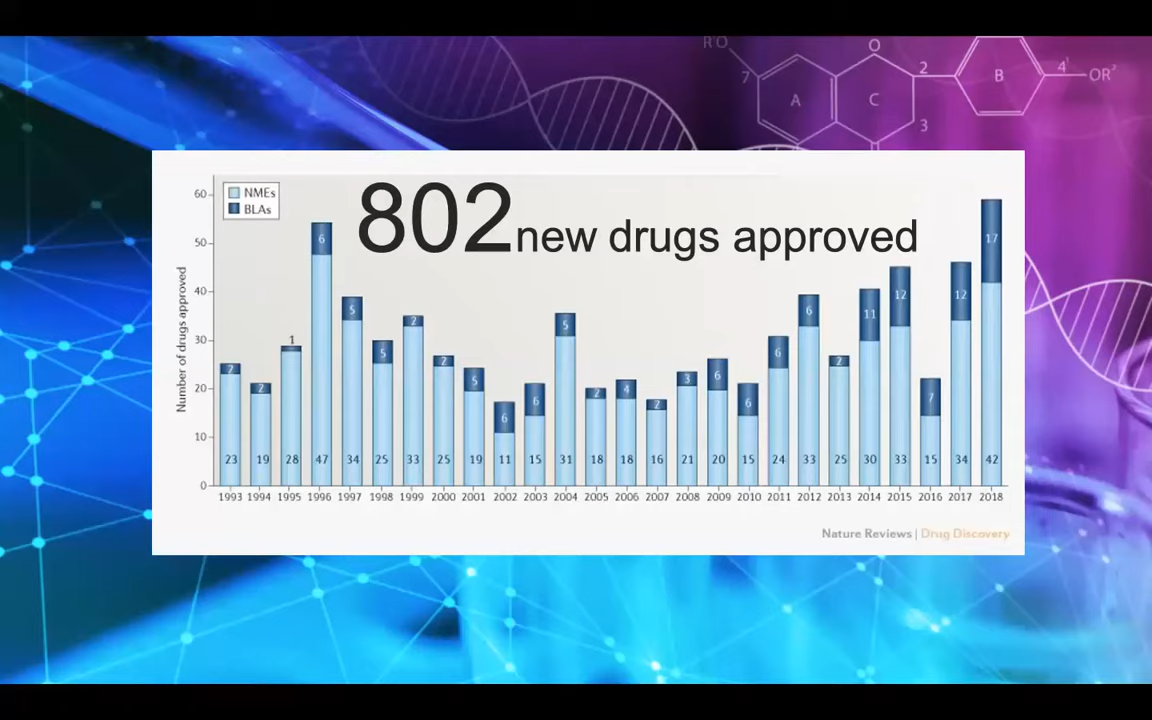 R'O
O
7
2
4'
OR³
A
C
B
3
NMEs
BLAs
802 new drugs approved
Number of drugs approved
60
50
40
30
20
10
0
2 2 1 6 5 5 2 2 5 6 6 5 2 4 2 3 6 6 6 6 2 11 12 7 12 17
23 19 28 47 34 25 33 25 19 11 15 31 18 18 16 21 20 15 24 33 25 30 33 15 34 42
1993 1994 1995 1996 1997 1998 1999 2000 2001 2002 2003 2004 2005 2006 2007 2008 2009 2010 2011 2012 2013 2014 2015 2016 2017 2018
Nature Reviews | Drug Discovery